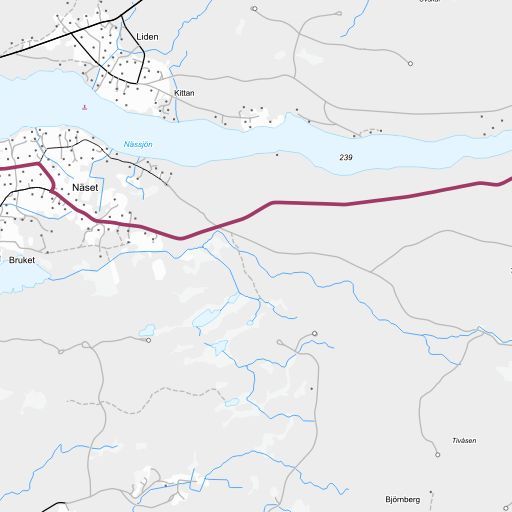 Liden
Kittan
Nässjön
239
Näset
Bruket
Tivåsen
Björnberg